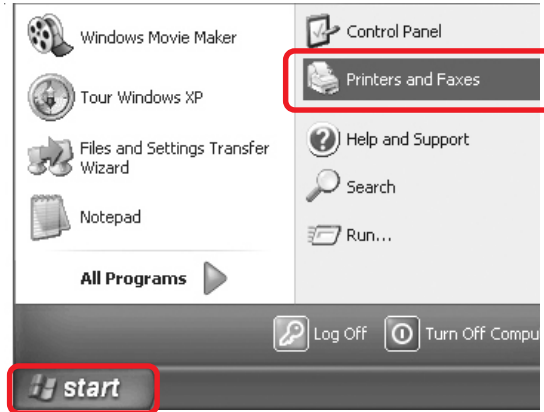 Windows Movie Maker
Tour Windows XP
Files and Settings Transfer
Wizard
Notepad
All Programs
Control Panel
Printers and Faxes
Help and Support
Search
Run...
Log Off
Turn Off Compu
start